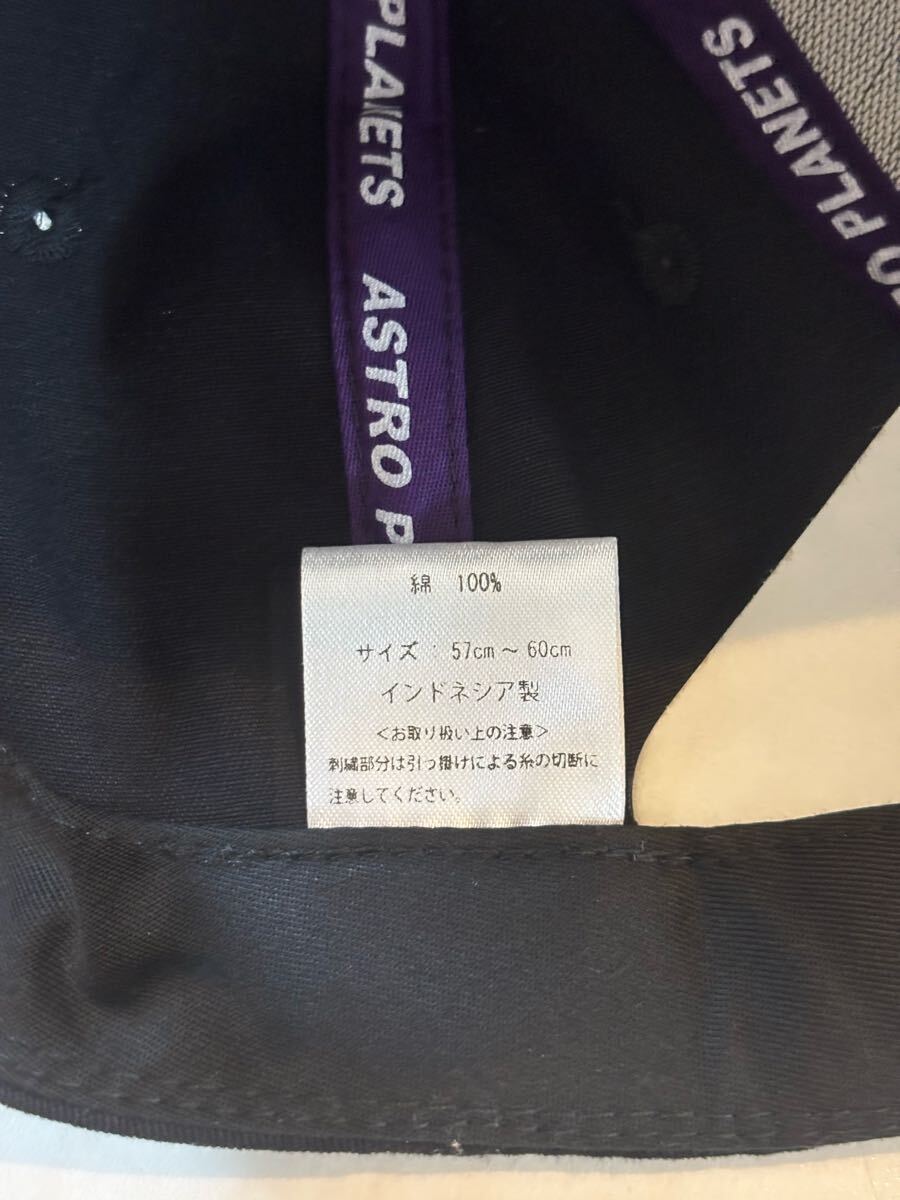 PLANETS ASTRO P
O PLANETS
綿 100%
サイズ : 57cm～60cm
インドネシア製
＜お取り扱い上の注意＞
刺繍部分は引っ掛けによる糸の切断に
注意してください。